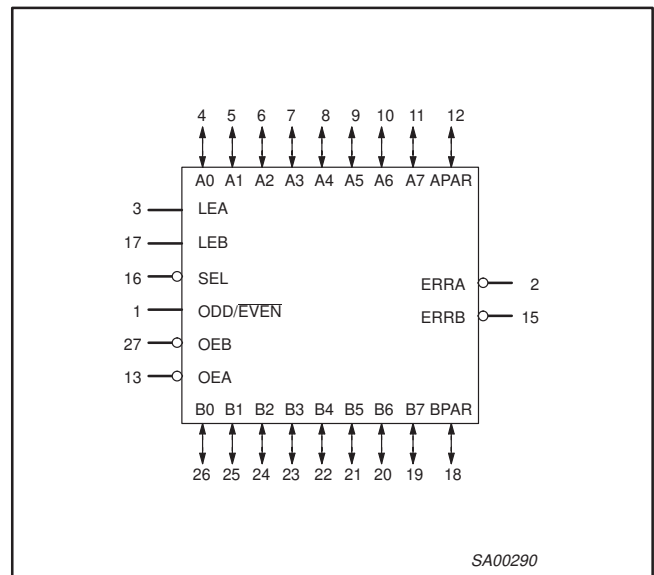 4 5 6 7 8 9 10 11 12
A0 A1 A2 A3 A4 A5 A6 A7 APAR
3 LEA
17 LEB
16 SEL ERRA 2
1 ODD/EVEN ERRB 15
27 OEB
13 OEA
B0 B1 B2 B3 B4 B5 B6 B7 BPAR
26 25 24 23 22 21 20 19 18
SA00290